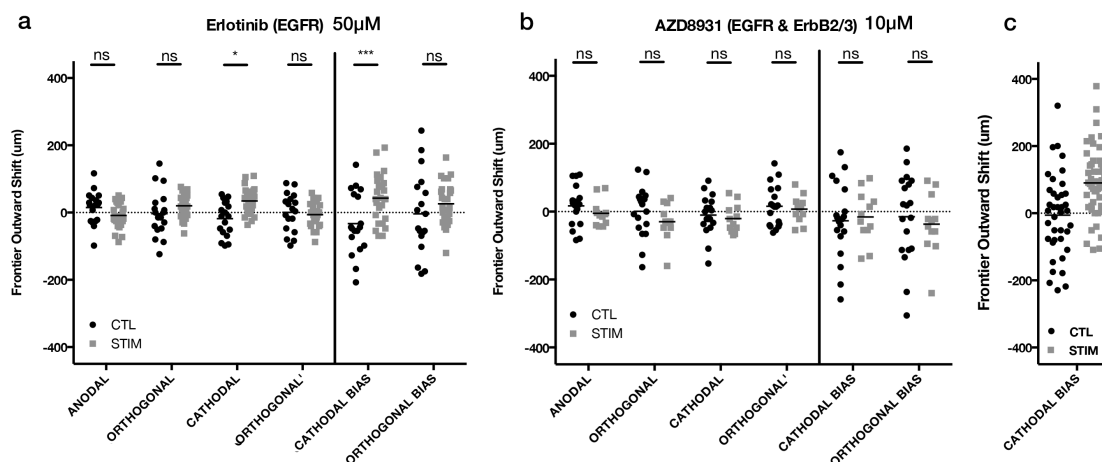 a
Erlotinib (EGFR) 50µM
ns
ns
*
ns
***
ns
Frontier Outward Shift (um)
400
200
0
-200
-400
CTL
STIM
ANODAL
ORTHOGONAL
CATHODAL
ORTHOGONAL'
CATHODAL BIAS
ORTHOGONAL BIAS
b
AZD8931 (EGFR & ErbB2/3) 10µM
ns
ns
ns
ns
ns
ns
Frontier Outward Shift (um)
400
200
0
-200
-400
CTL
STIM
ANODAL
ORTHOGONAL
CATHODAL
ORTHOGONAL'
CATHODAL BIAS
ORTHOGONAL BIAS
c
Frontier Outward Shift (um)
400
200
0
-200
-400
CTL
STIM
CATHODAL BIAS